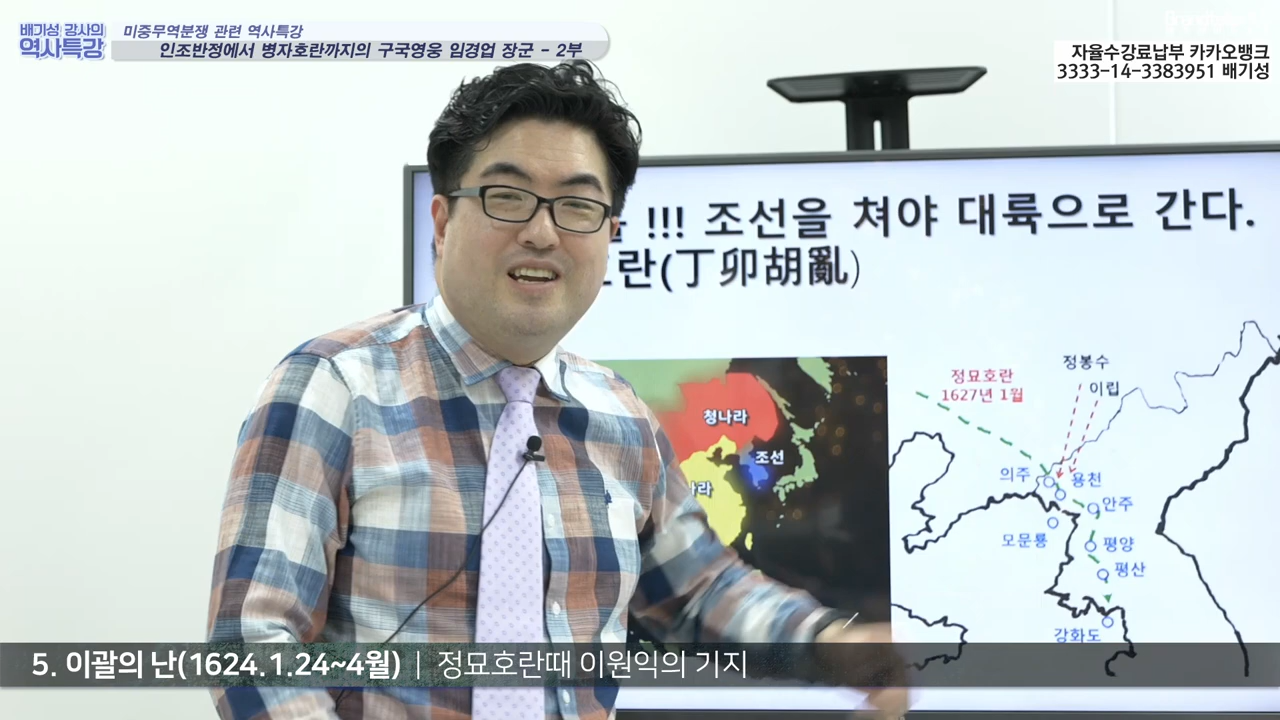 배기성 강사의
역사특강
미중무역분쟁 관련 역사특강
인조반정에서 병자호란까지의 구국영웅 임경업 장군 - 2부
자율수강료납부 카카오뱅크
3333-14-3383951 배기성
!!! 조선을 쳐야 대륙으로 간다.
란(丁卯胡亂)
청나라
조선
나라
정묘호란
1627년 1월
정봉수
이립
의주
용천
안주
모문룡
평양
평산
강화도
5. 이괄의 난(1624.1.24~4월) | 정묘호란때 이원익의 기지